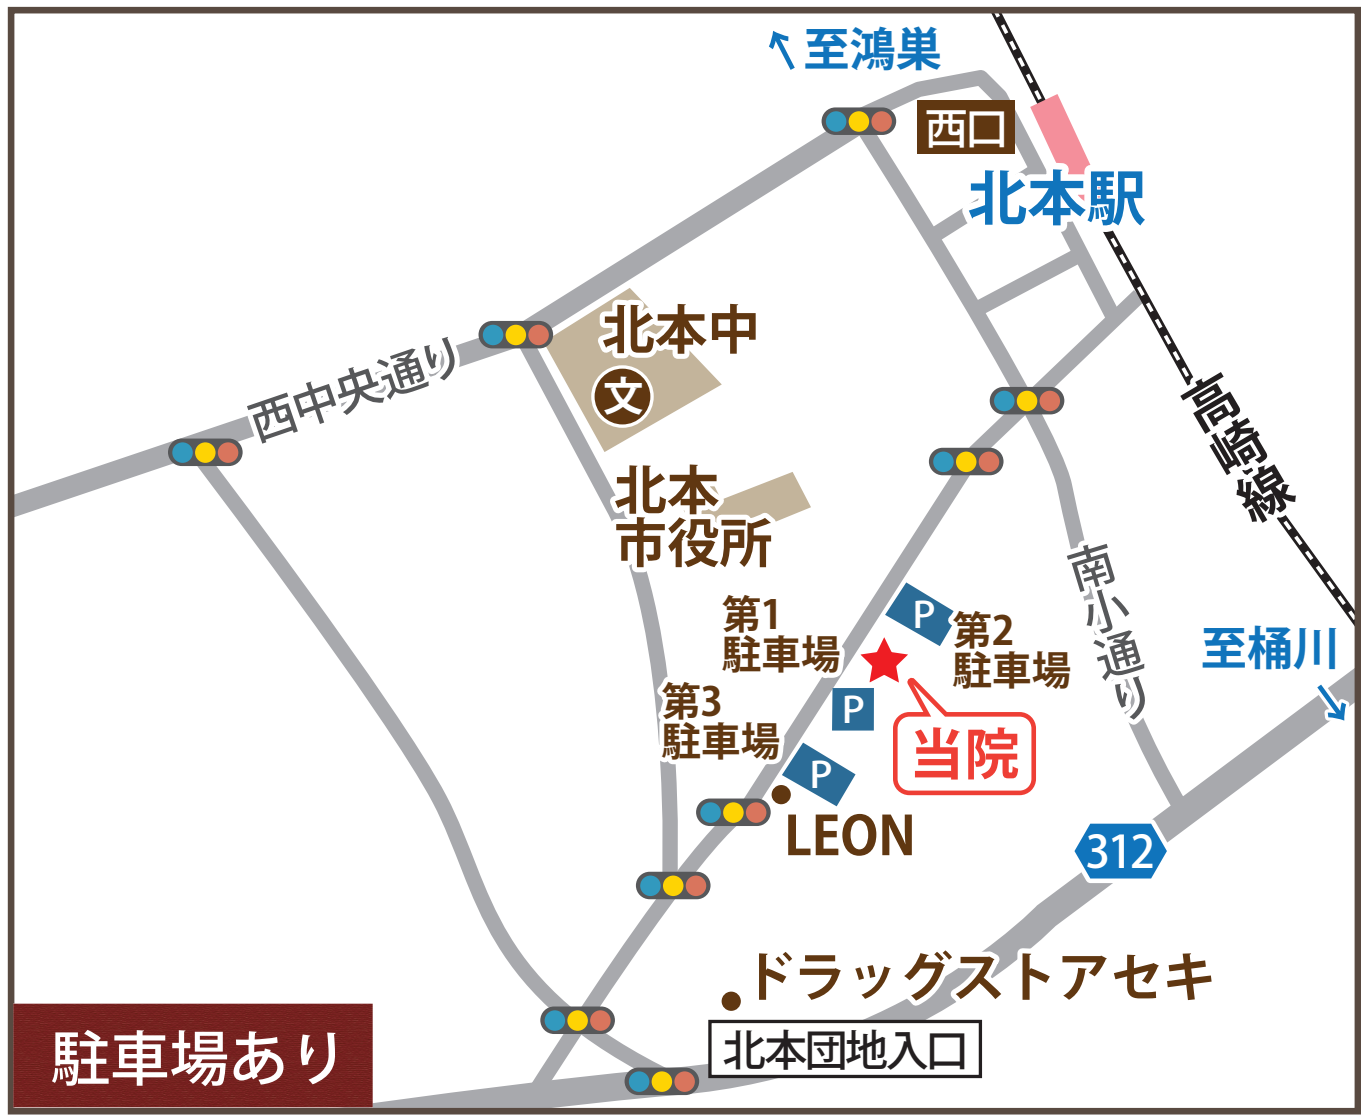 至鴻巣
西口
北本駅
北本中
文
西中央通り
高崎線
北本
市役所
南小通り
第1
駐車場
P
第2
駐車場
至桶川
第3
駐車場
P
当院
P
LEON
312
ドラッグストアセキ
北本団地入口
駐車場あり